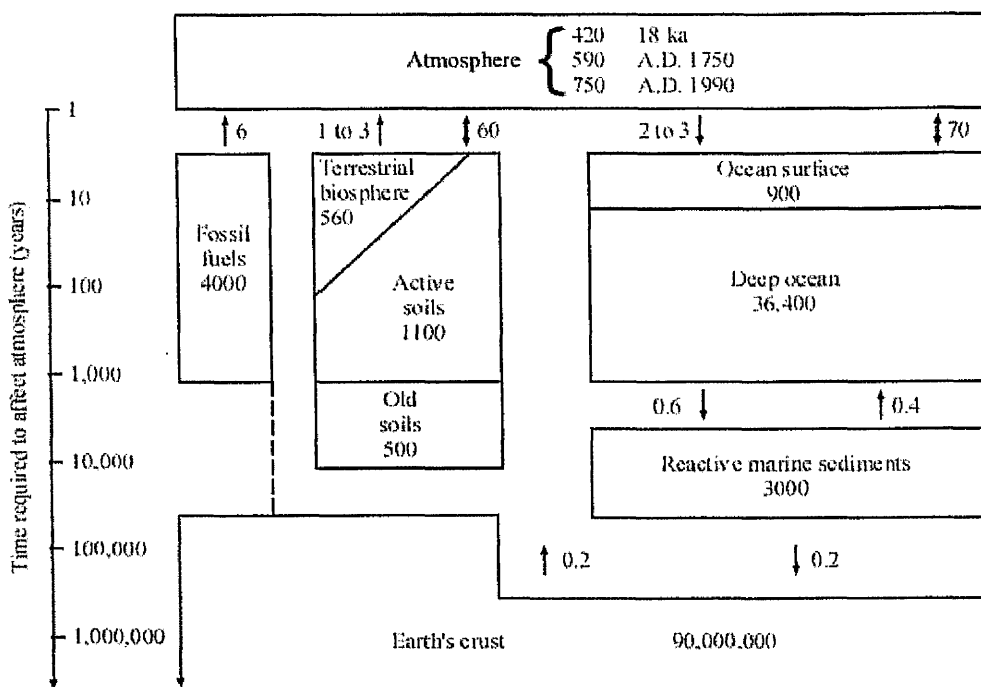 Atmosphere
420 18 ka
590 A.D. 1750
750 A.D. 1990
Time required to affect atmosphere (years)
1
10
100
1,000
10,000
100,000
1,000,000
6
1 to 3
60
2 to 3
70
Fossil
fuels
4000
Terrestrial
biosphere
560
Active
soils
1100
Old
soils
500
Ocean surface
900
Deep ocean
36,400
0.6
0.4
Reactive marine sediments
3000
0.2
0.2
Earth's crust 90,000,000